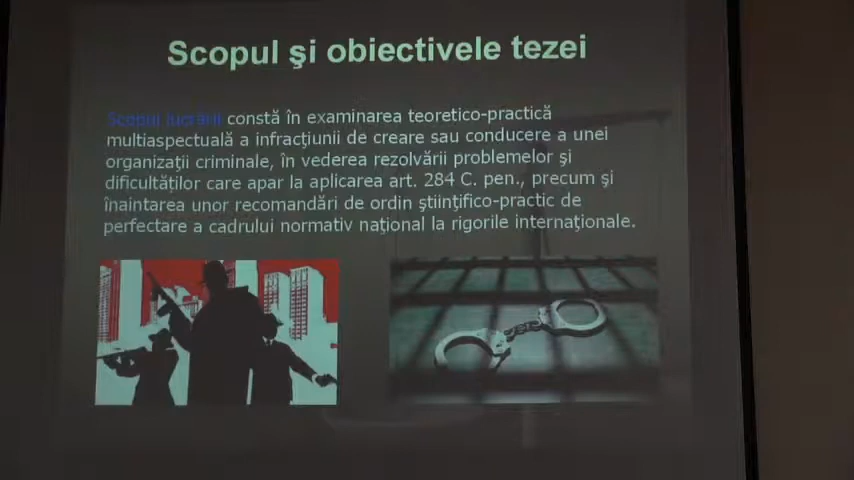 Scopul şi obiectivele tezei
Scopul lucrării constă în examinarea teoretico-practică
multiaspectuală a infracţiunii de creare sau conducere a unei
organizaţii criminale, în vederea rezolvării problemelor şi
dificultăţilor care apar la aplicarea art. 284 C. pen., precum şi
înaintarea unor recomandări de ordin ştiinţifico-practic de
perfectare a cadrului normativ naţional la rigorile internaţionale.